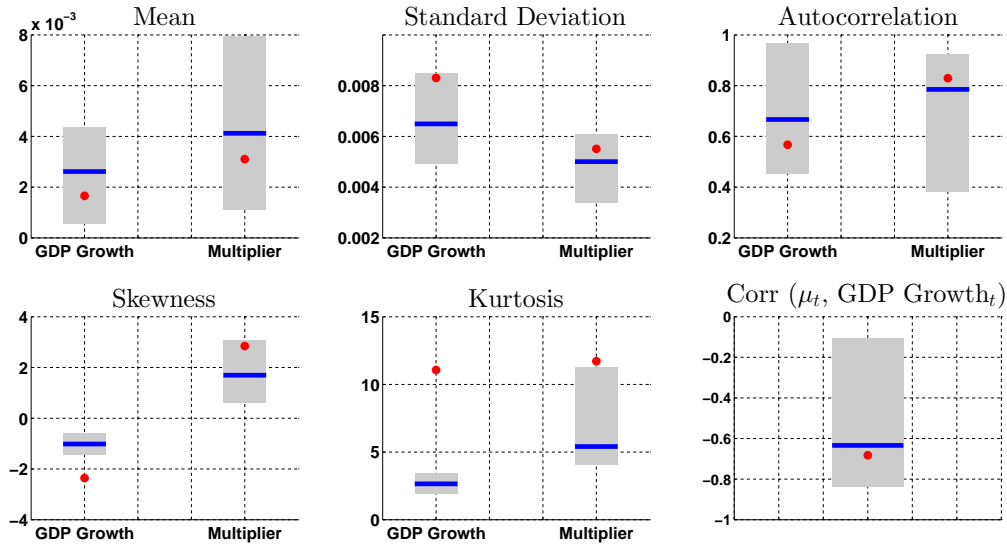 Mean
x 10⁻³
8
6
4
2
0
GDP Growth Multiplier
Standard Deviation
0.008
0.006
0.004
0.002
GDP Growth Multiplier
Autocorrelation
1
0.8
0.6
0.4
0.2
GDP Growth Multiplier
Skewness
4
2
0
−2
−4
GDP Growth Multiplier
Kurtosis
15
10
5
0
GDP Growth Multiplier
Corr (μₜ, GDP Growthₜ)
0
−0.2
−0.4
−0.6
−0.8
−1